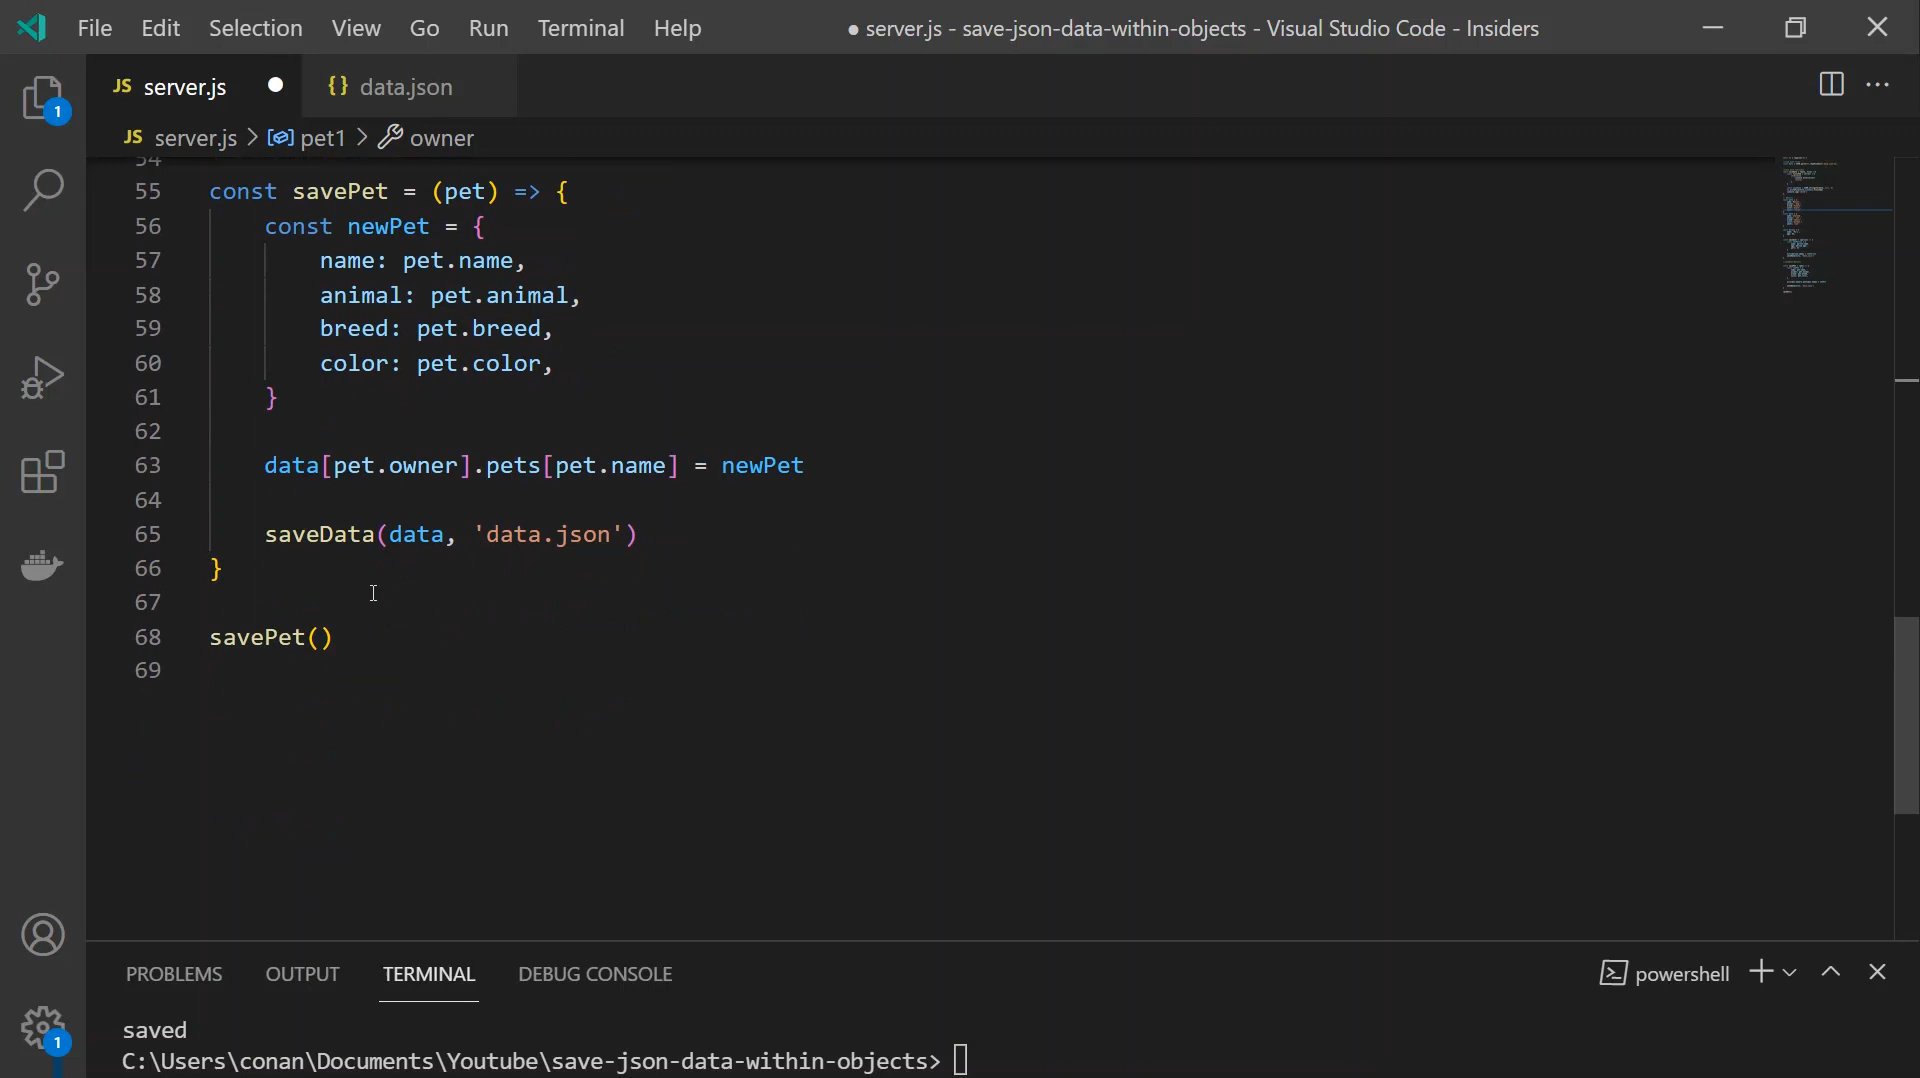 File Edit Selection View Go Run Terminal Help ● server.js - save-json-data-within-objects - Visual Studio Code - Insiders
JS server.js ● {} data.json
JS server.js > pet1 > owner
54
55 const savePet = (pet) => {
56 const newPet = {
57 name: pet.name,
58 animal: pet.animal,
59 breed: pet.breed,
60 color: pet.color,
61 }
62
63 data[pet.owner].pets[pet.name] = newPet
64
65 saveData(data, 'data.json')
66 }
67
68 savePet()
69
1
1
PROBLEMS OUTPUT TERMINAL DEBUG CONSOLE powershell
saved
C:\Users\conan\Documents\Youtube\save-json-data-within-objects>